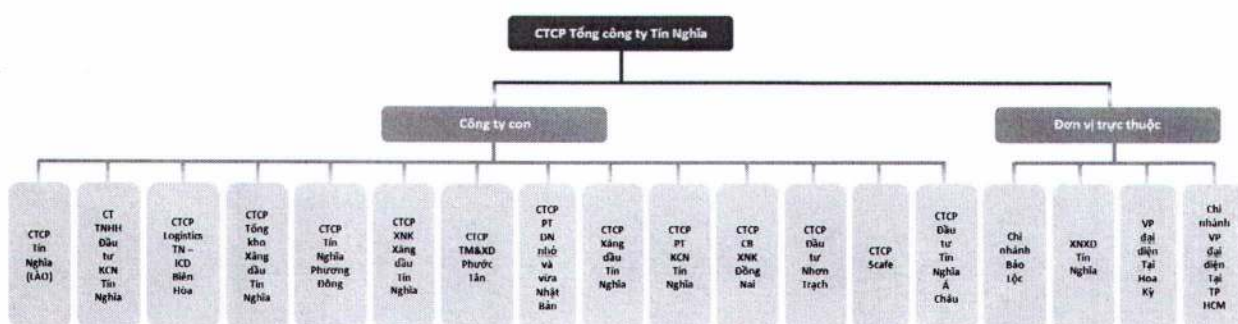 CTCP Tổng công ty Tín Nghĩa
Công ty con
Đơn vị trực thuộc
CTCP
Tín
Nghĩa
(LÀO)
CT
TNHH
Đầu
tư
KCN
Tín
Nghĩa
CTCP
Logistics
TN –
ICD
Biên
Hòa
CTCP
Tổng
kho
Xăng
dầu
Tín
Nghĩa
CTCP
Tín
Nghĩa
Phương
Đông
CTCP
XNK
Xăng
dầu
Tín
Nghĩa
CTCP
TM&XD
Phước
Tân
CTCP
PT
DN
nhỏ
và
vừa
Nhật
Bản
CTCP
Xăng
dầu
Tín
Nghĩa
CTCP
PT
KCN
Tín
Nghĩa
CTCP
CB
XNK
Đồng
Nai
CTCP
Đầu
tư
Nhơn
Trạch
CTCP
Scafe
CTCP
Đầu
tư
Tín
Nghĩa
Á
Châu
Chi
nhánh
Bảo
Lộc
XNXD
Tín
Nghĩa
VP
đại
diện
Tại
Hoa
Kỳ
Chi
nhánh
VP
đại
diện
Tại
TP
HCM